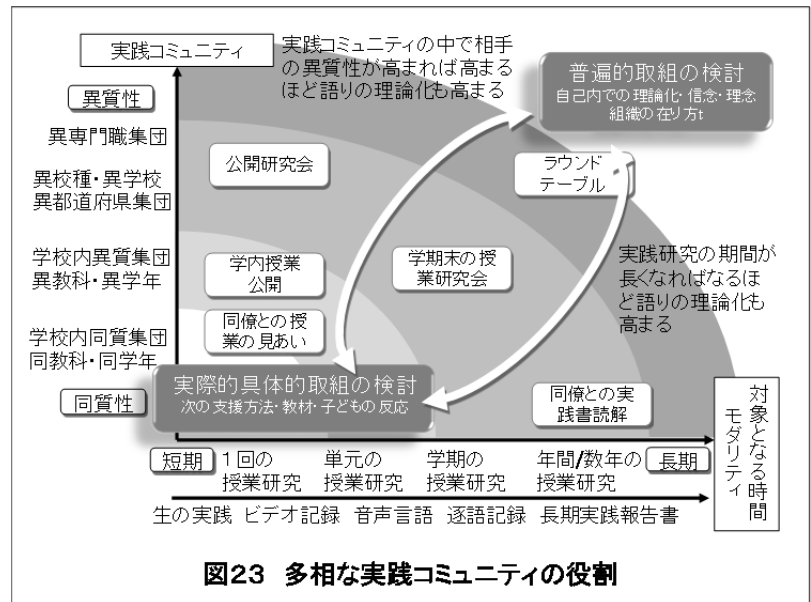 実践コミュニティ
実践コミュニティの中で相手
の異質性が高まれば高まる
ほど語りの理論化も高まる
普遍的取組の検討
自己内での理論化・信念・理念
組織の在り方t
異質性
異専門職集団
公開研究会
ラウンド
テーブル
異校種・異学校
異都道府県集団
学校内異質集団
異教科・異学年
学内授業
公開
学期末の授
業研究会
実践研究の期間が
長くなればなるほ
ど語りの理論化も
高まる
学校内同質集団
同教科・同学年
同僚との授
業の見あい
同質性
実際的具体的取組の検討
次の支援方法・教材・子どもの反応
同僚との実
践書読解
対象となる時間
モダリティ
短期
1回の
授業研究
単元の
授業研究
学期の
授業研究
年間/数年の
授業研究
長期
生の実践 ビデオ記録 音声言語 逐語記録 長期実践報告書
図23 多相な実践コミュニティの役割